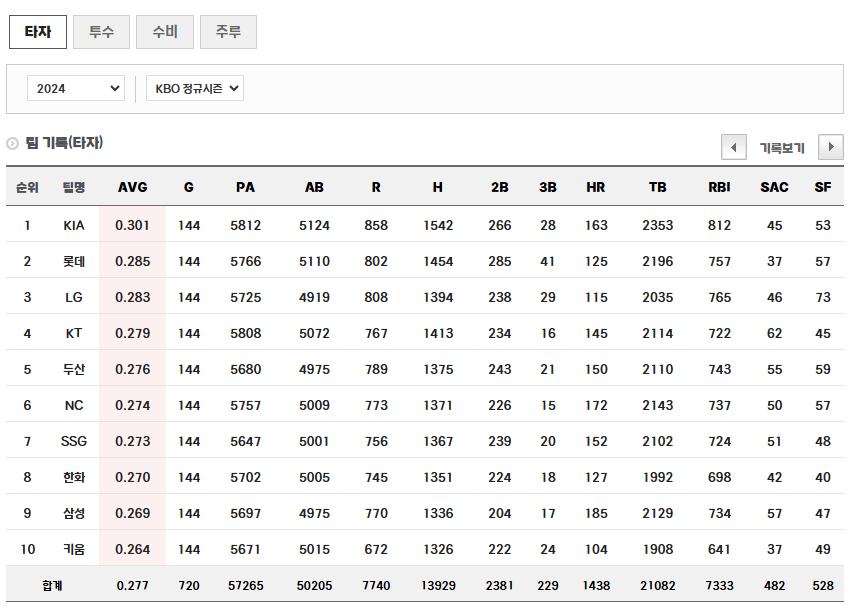 타자 투수 수비 주루
2024 KBO 정규시즌
팀 기록(타자) 기록보기
순위 팀명 AVG G PA AB R H 2B 3B HR TB RBI SAC SF
1 KIA 0.301 144 5812 5124 858 1542 266 28 163 2353 812 45 53
2 롯데 0.285 144 5766 5110 802 1454 285 41 125 2196 757 37 57
3 LG 0.283 144 5725 4919 808 1394 238 29 115 2035 765 46 73
4 KT 0.279 144 5808 5072 767 1413 234 16 145 2114 722 62 45
5 두산 0.276 144 5680 4975 789 1375 243 21 150 2110 743 55 59
6 NC 0.274 144 5757 5009 773 1371 226 15 172 2143 737 50 57
7 SSG 0.273 144 5647 5001 756 1367 239 20 152 2102 724 51 48
8 한화 0.270 144 5702 5005 745 1351 224 18 127 1992 698 42 40
9 삼성 0.269 144 5697 4975 770 1336 204 17 185 2129 734 57 47
10 키움 0.264 144 5671 5015 672 1326 222 24 104 1908 641 37 49
합계 0.277 720 57265 50205 7740 13929 2381 229 1438 21082 7333 482 528